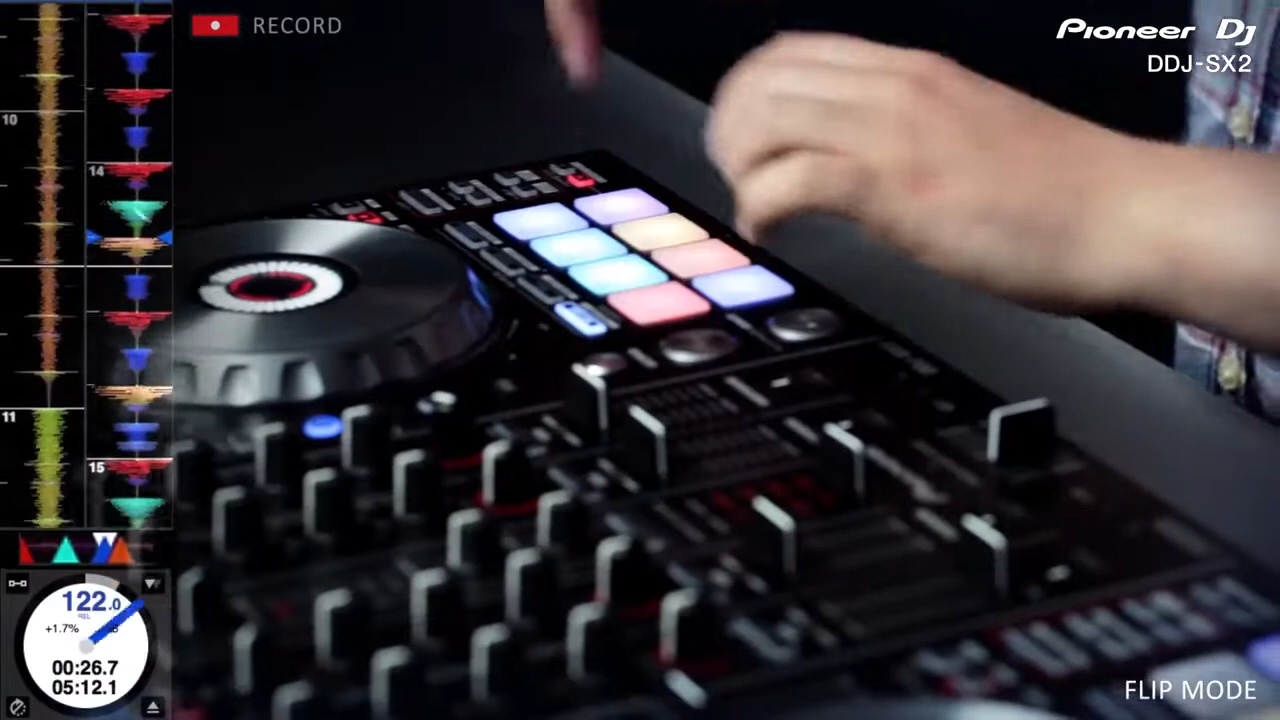 RECORD
Pioneer Dj
DDJ-SX2
10
14
11
15
122.0
+1.7%
00:26.7
05:12.1
FLIP MODE